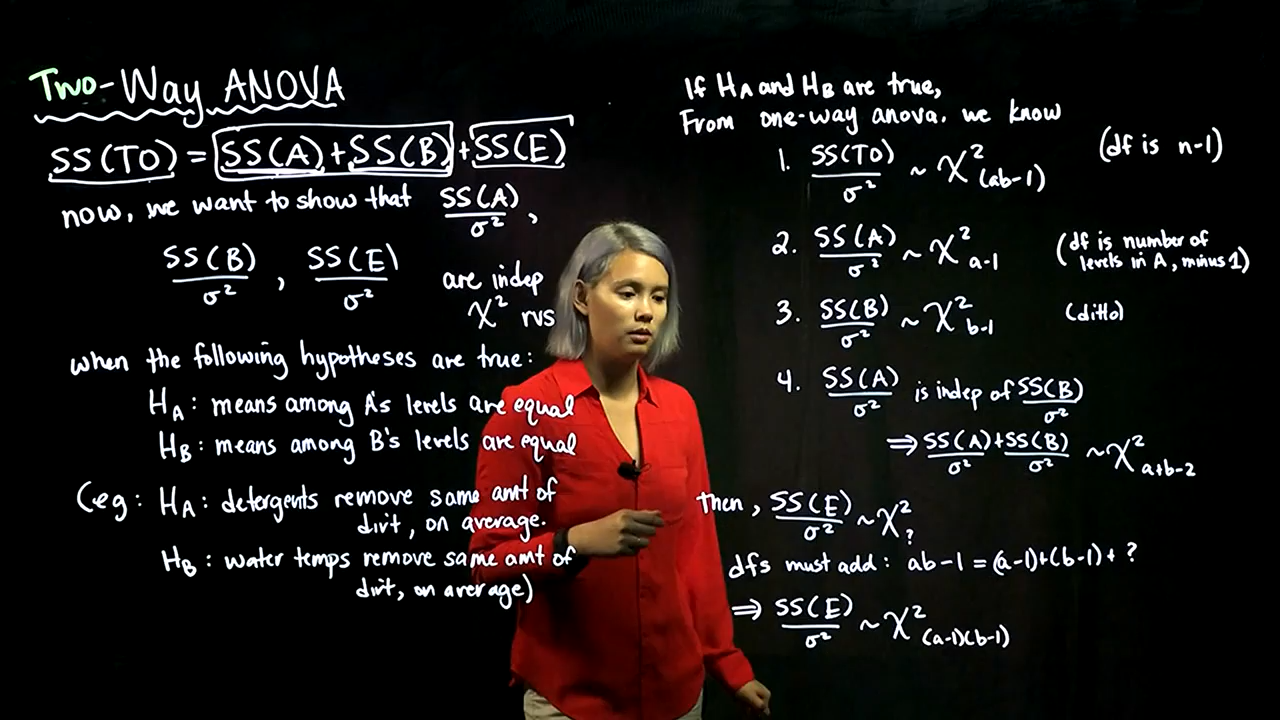 Two-Way ANOVA
SS(TO) = SS(A)+SS(B)+SS(E)
now, we want to show that SS(A)/σ²,
SS(B)/σ², SS(E)/σ² are indep
χ² rvs
when the following hypotheses are true:
H_A: means among A's levels are equal
H_B: means among B's levels are equal
(eg: H_A: detergents remove same amt of
dirt, on average.
H_B: water temps remove same amt of
dirt, on average)
If H_A and H_B are true,
From one-way anova. we know
1. SS(TO)/σ² ~ χ²_(ab-1) (df is n-1)
2. SS(A)/σ² ~ χ²_a-1 (df is number of
levels in A, minus 1)
3. SS(B)/σ² ~ χ²_b-1 (ditto)
4. SS(A)/σ² is indep of SS(B)/σ²
⇒ SS(A)/σ² + SS(B)/σ² ~ χ²_a+b-2
Then, SS(E)/σ² ~ χ²_?
dfs must add: ab-1 = (a-1)+(b-1)+ ?
⇒ SS(E)/σ² ~ χ²_(a-1)(b-1)